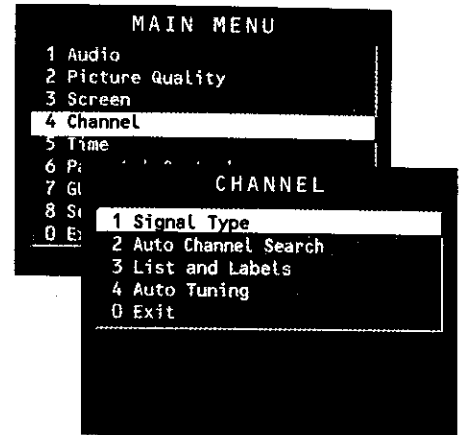 MAIN MENU
1 Audio
2 Picture Quality
3 Screen
4 Channel
5 Time
6
7
8
0
CHANNEL
1 Signal Type
2 Auto Channel Search
3 List and Labels
4 Auto Tuning
0 Exit